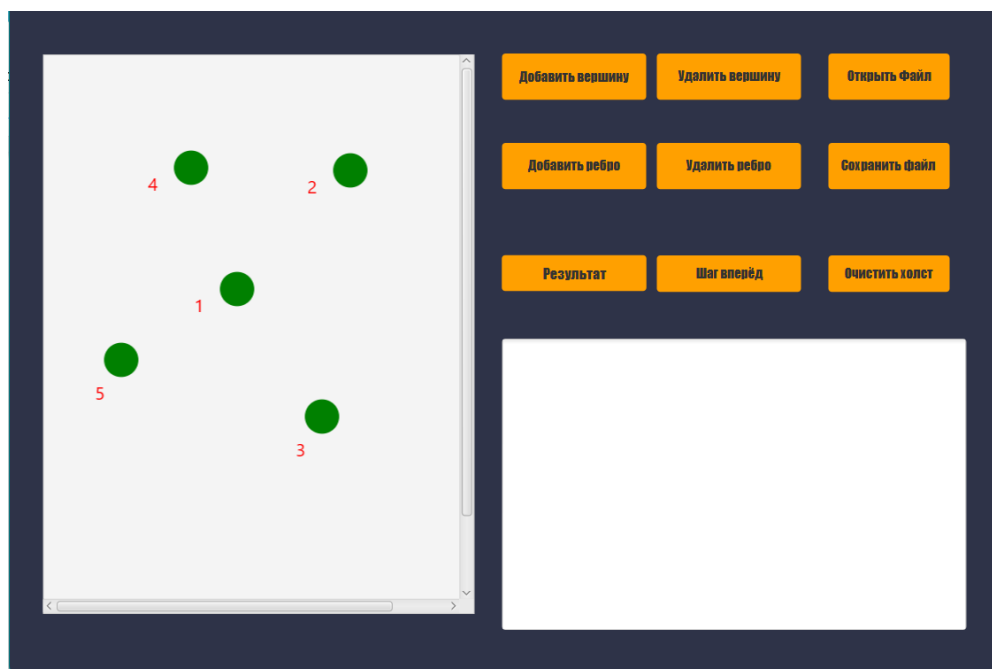 Добавить вершину
Удалить вершину
Открыть Файл
Добавить ребро
Удалить ребро
Сохранить файл
Результат
Шаг вперёд
Очистить холст
4
2
1
5
3